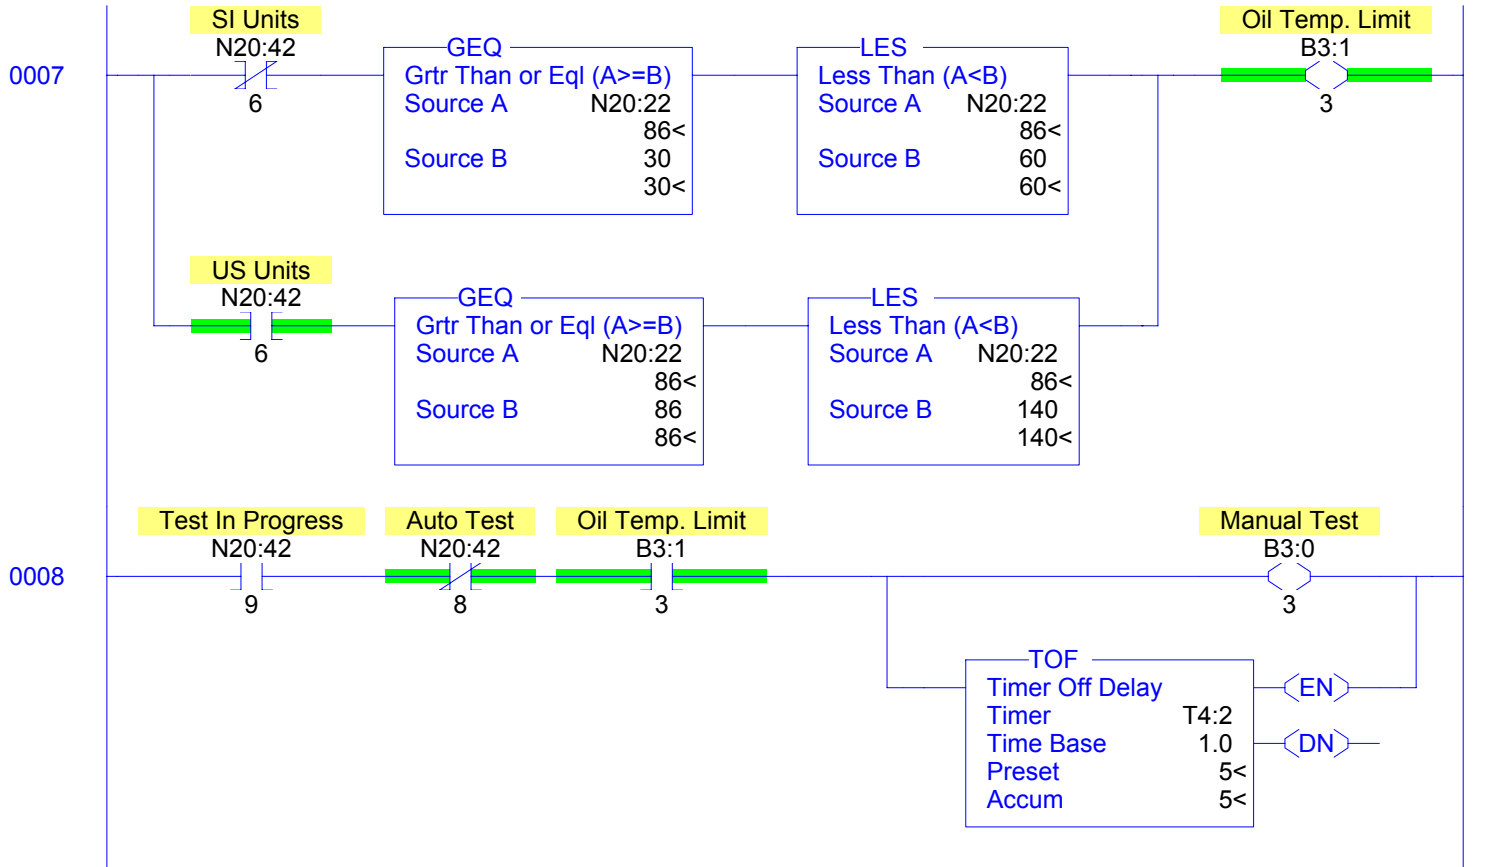 SI Units
Oil Temp. Limit
N20:42
GEQ
LES
B3:1
0007
Grtr Than or Eql (A>=B)
Less Than (A<B)
6
Source A N20:22
Source A N20:22
3
86<
86<
Source B 30
Source B 60
30<
60<
US Units
N20:42
GEQ
LES
Grtr Than or Eql (A>=B)
Less Than (A<B)
6
Source A N20:22
Source A N20:22
86<
86<
Source B 86
Source B 140
86<
140<
Test In Progress
Auto Test
Oil Temp. Limit
Manual Test
N20:42
N20:42
B3:1
B3:0
0008
9
8
3
3
TOF
Timer Off Delay
EN
Timer T4:2
Time Base 1.0
DN
Preset 5<
Accum 5<